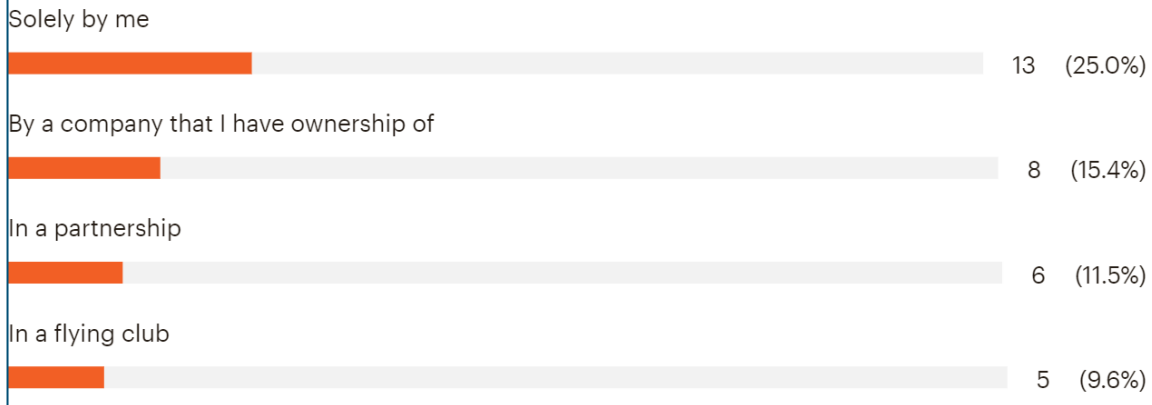 Solely by me
13 (25.0%)
By a company that I have ownership of
8 (15.4%)
In a partnership
6 (11.5%)
In a flying club
5 (9.6%)